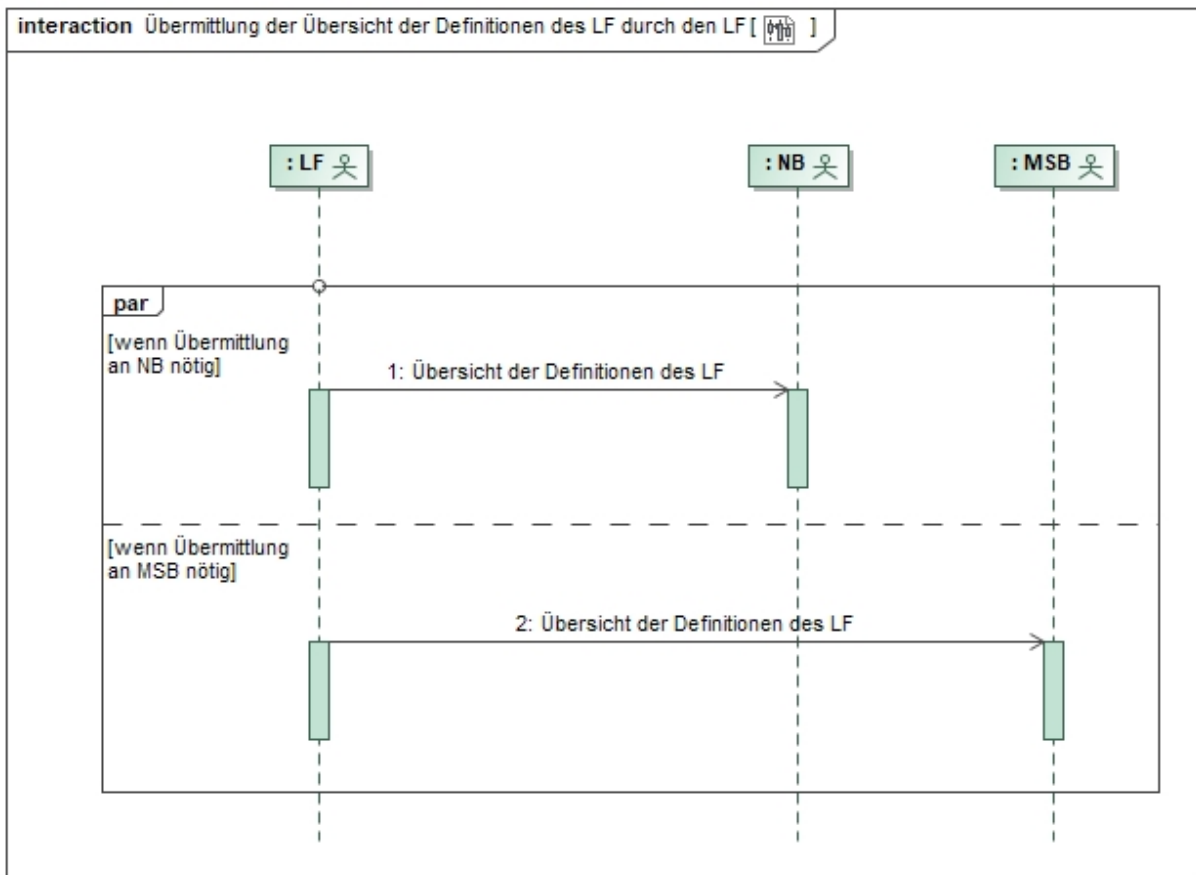 interaction Übermittlung der Übersicht der Definitionen des LF durch den LF [ ]
: LF
: NB
: MSB
par
[wenn Übermittlung
an NB nötig]
1: Übersicht der Definitionen des LF
[wenn Übermittlung
an MSB nötig]
2: Übersicht der Definitionen des LF